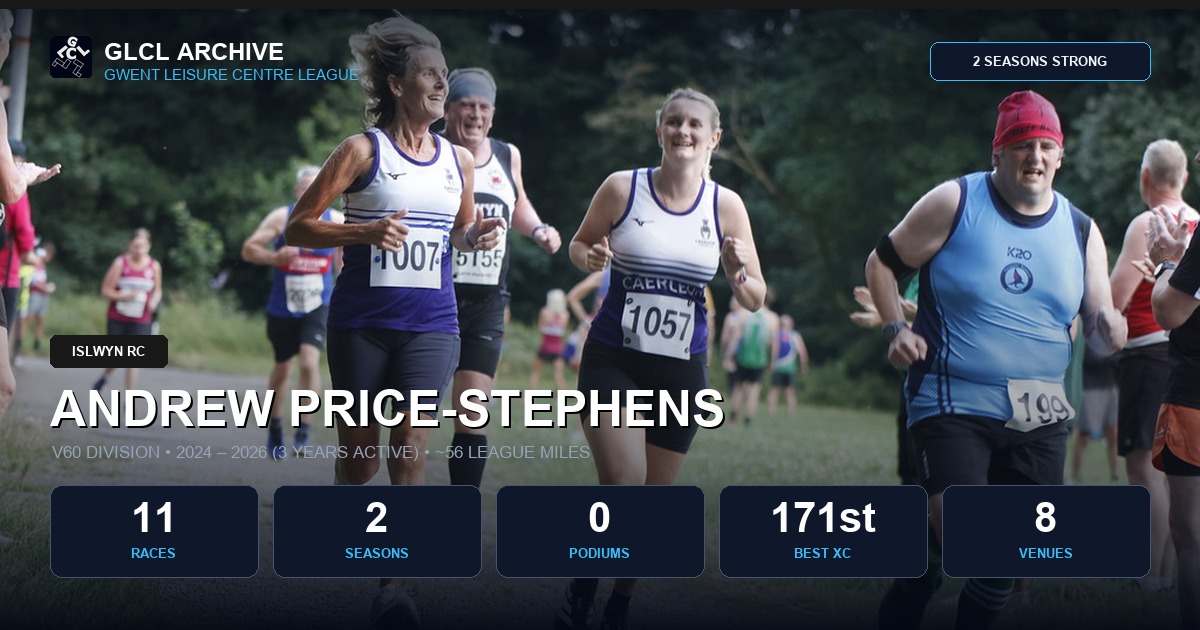 GLCL ARCHIVE
GWENT LEISURE CENTRE LEAGUE
2 SEASONS STRONG
K2O
5155
1007
CAERLEON
1057
199
ISLWYN RC
ANDREW PRICE-STEPHENS
V60 DIVISION • 2024 – 2026 (3 YEARS ACTIVE) • ~56 LEAGUE MILES
11
RACES
2
SEASONS
0
PODIUMS
171st
BEST XC
8
VENUES